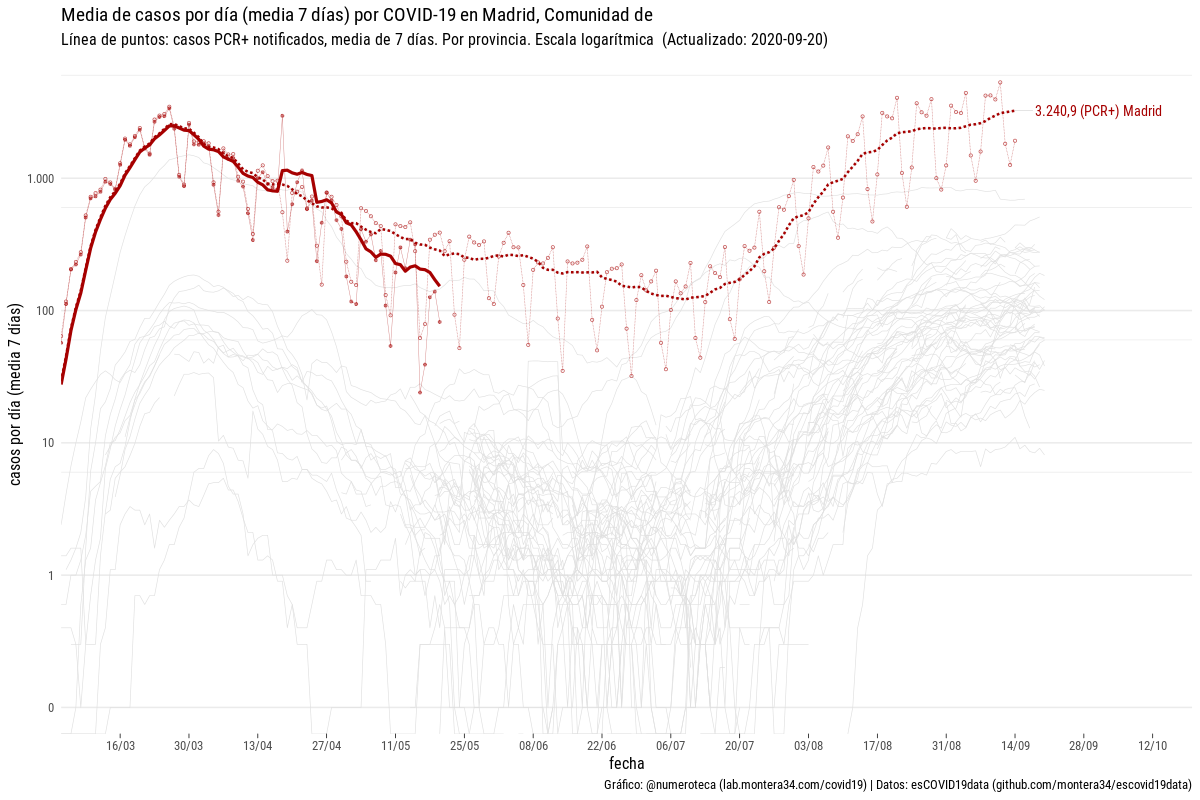 Media de casos por día (media 7 días) por COVID-19 en Madrid, Comunidad de
Línea de puntos: casos PCR+ notificados, media de 7 días. Por provincia. Escala logarítmica  (Actualizado: 2020-09-20)
3.240,9 (PCR+) Madrid
casos por día (media 7 días)
1.000
100
10
1
0
16/03 30/03 13/04 27/04 11/05 25/05 08/06 22/06 06/07 20/07 03/08 17/08 31/08 14/09 28/09 12/10
fecha
Gráfico: @numeroteca (lab.montera34.com/covid19) | Datos: esCOVID19data (github.com/montera34/escovid19data)